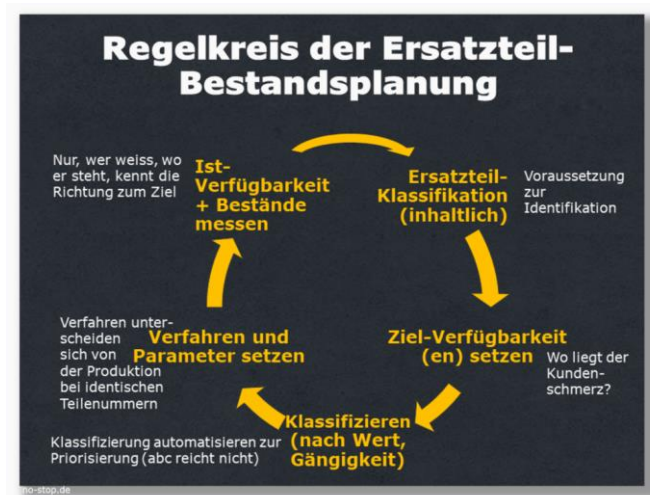 Regelkreis der Ersatzteil-
Bestandsplanung
Nur, wer weiss, wo
er steht, kennt die
Richtung zum Ziel
Ist-
Verfügbarkeit
+ Bestände
messen
Ersatzteil-
Klassifikation
(inhaltlich)
Voraussetzung
zur
Identifikation
Ziel-Verfügbarkeit
(en) setzen
Wo liegt der
Kunden-
schmerz?
Klassifizieren
(nach Wert,
Gängigkeit)
Klassifizierung automatisieren zur
Priorisierung (abc reicht nicht)
Verfahren und
Parameter setzen
Verfahren unter-
scheiden
sich von
der Produktion
bei identischen
Teilenummern
no-stop.de